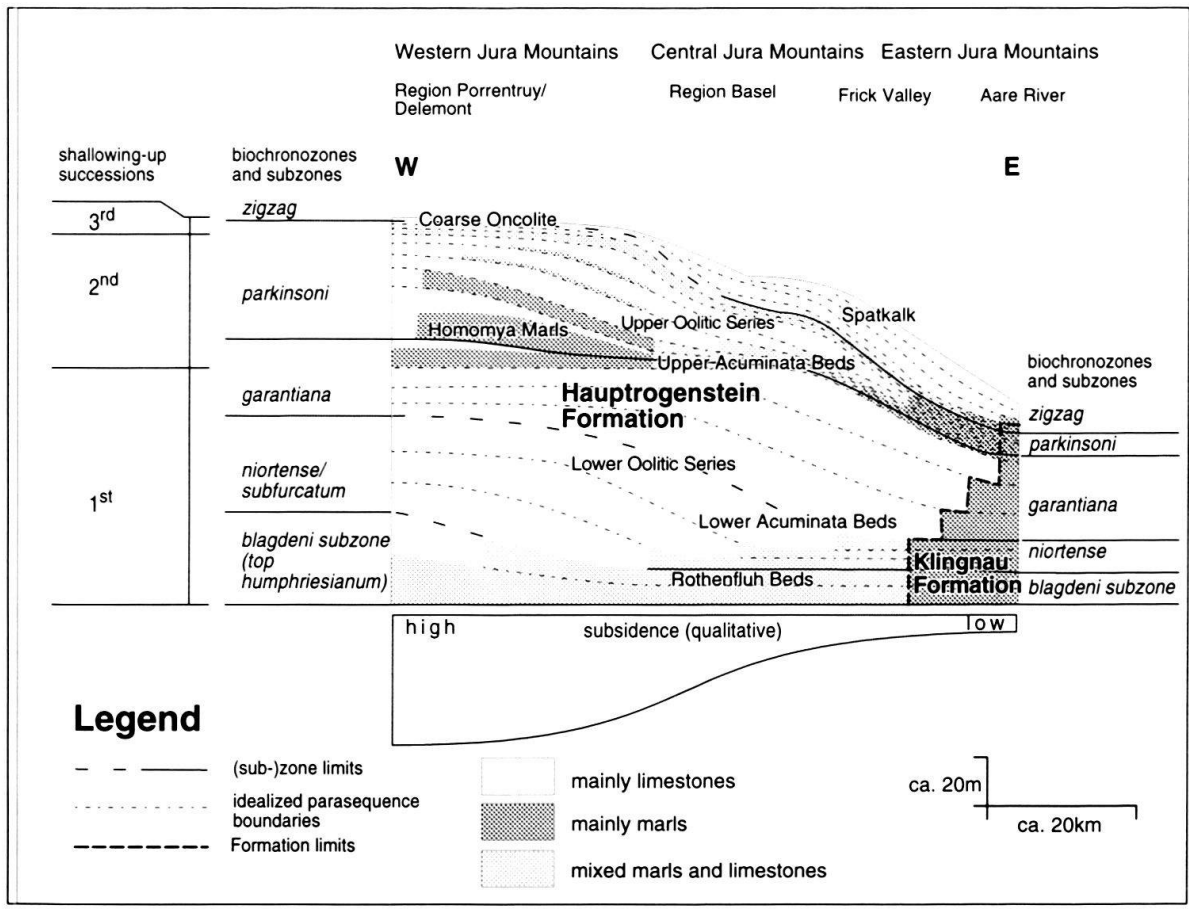 Western Jura Mountains
Central Jura Mountains
Eastern Jura Mountains
Region Porrentruy/
Delemont
Region Basel
Frick Valley
Aare River
shallowing-up
successions
biochronozones
and subzones
W
E
3rd
zigzag
Coarse Oncolite
2nd
parkinsoni
Homomya Marls
Upper Oolitic Series
Spatkalk
Upper Acuminata Beds
biochronozones
and subzones
garantiana
Hauptrogenstein
Formation
zigzag
parkinsoni
1st
niortense/
subfurcatum
Lower Oolitic Series
garantiana
Lower Acuminata Beds
blagdeni subzone
(top
humphriesianum)
Rothenfluh Beds
Klingnau
Formation
niortense
blagdeni subzone
high
subsidence (qualitative)
low
Legend
(sub-)zone limits
idealized parasequence
boundaries
Formation limits
mainly limestones
mainly marls
mixed marls and limestones
ca. 20m
ca. 20km